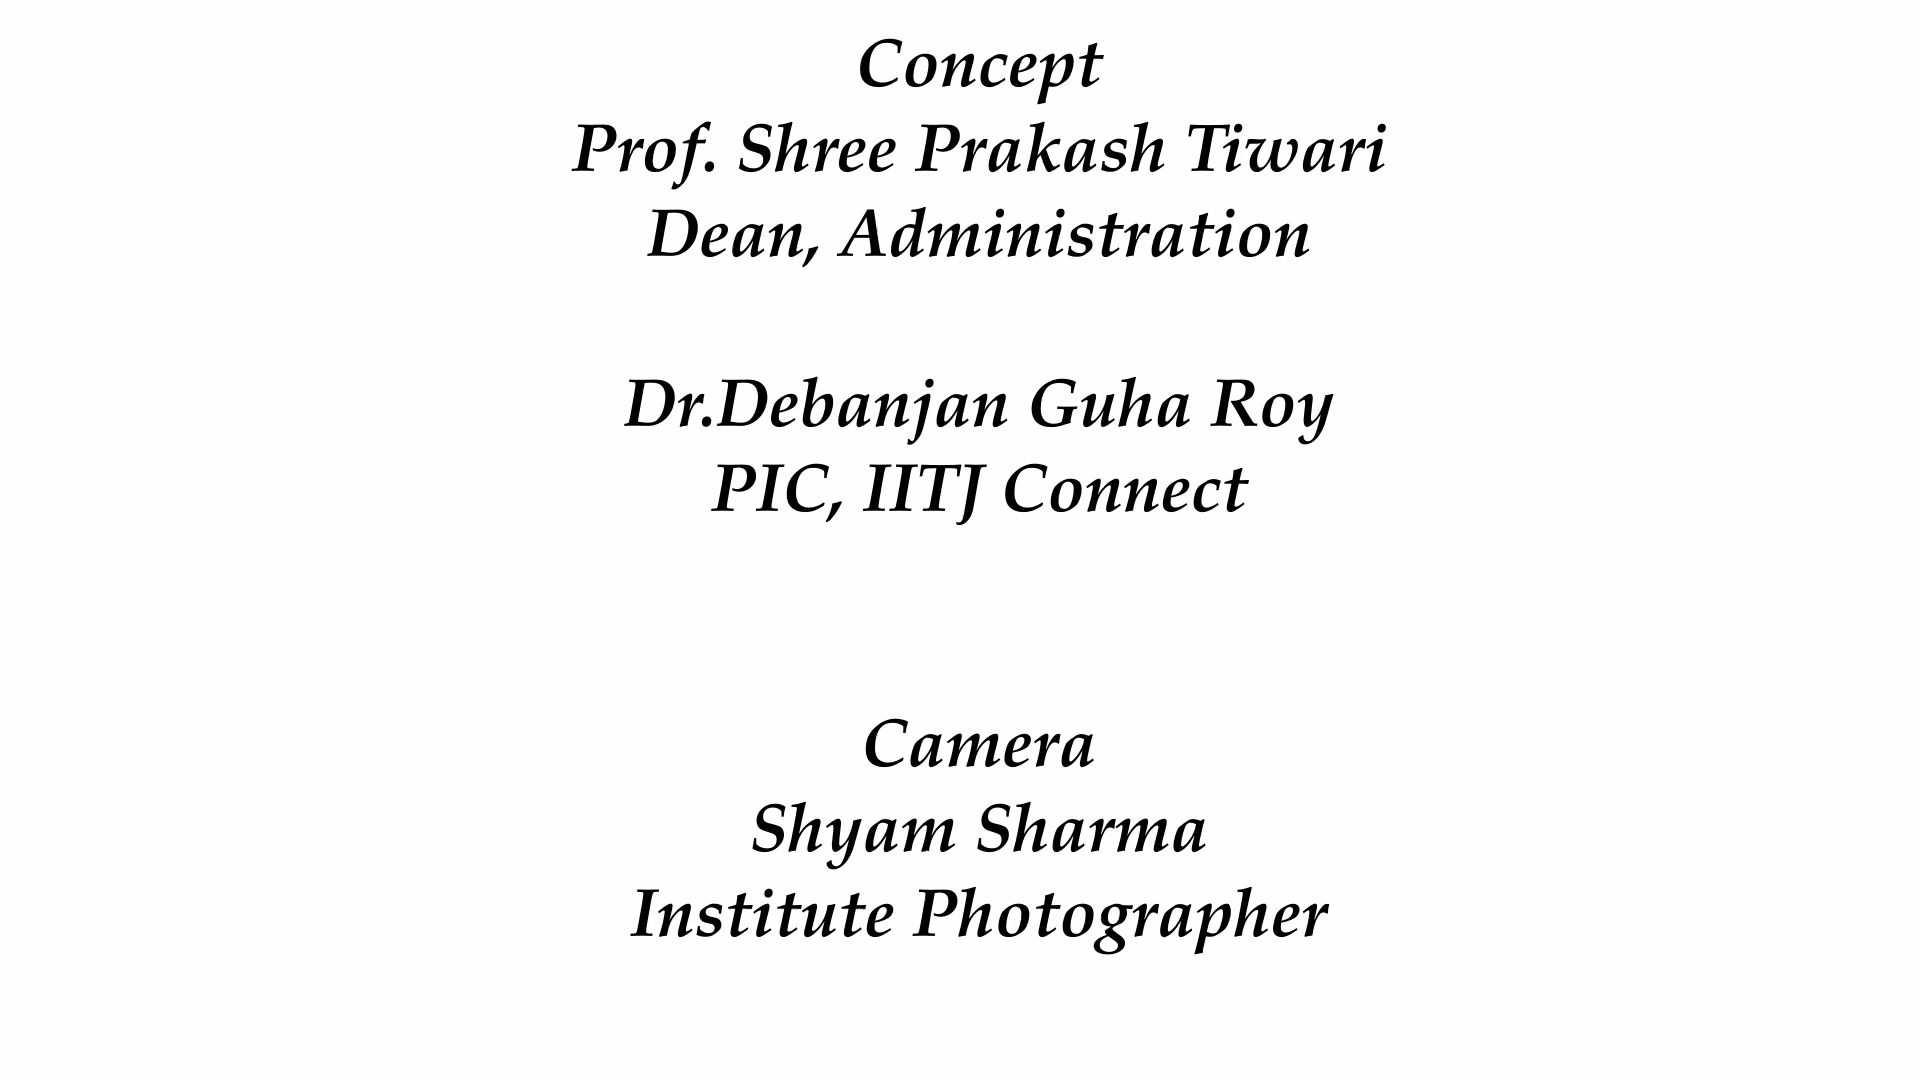 Concept
Prof. Shree Prakash Tiwari
Dean, Administration
Dr.Debanjan Guha Roy
PIC, IITJ Connect
Camera
Shyam Sharma
Institute Photographer